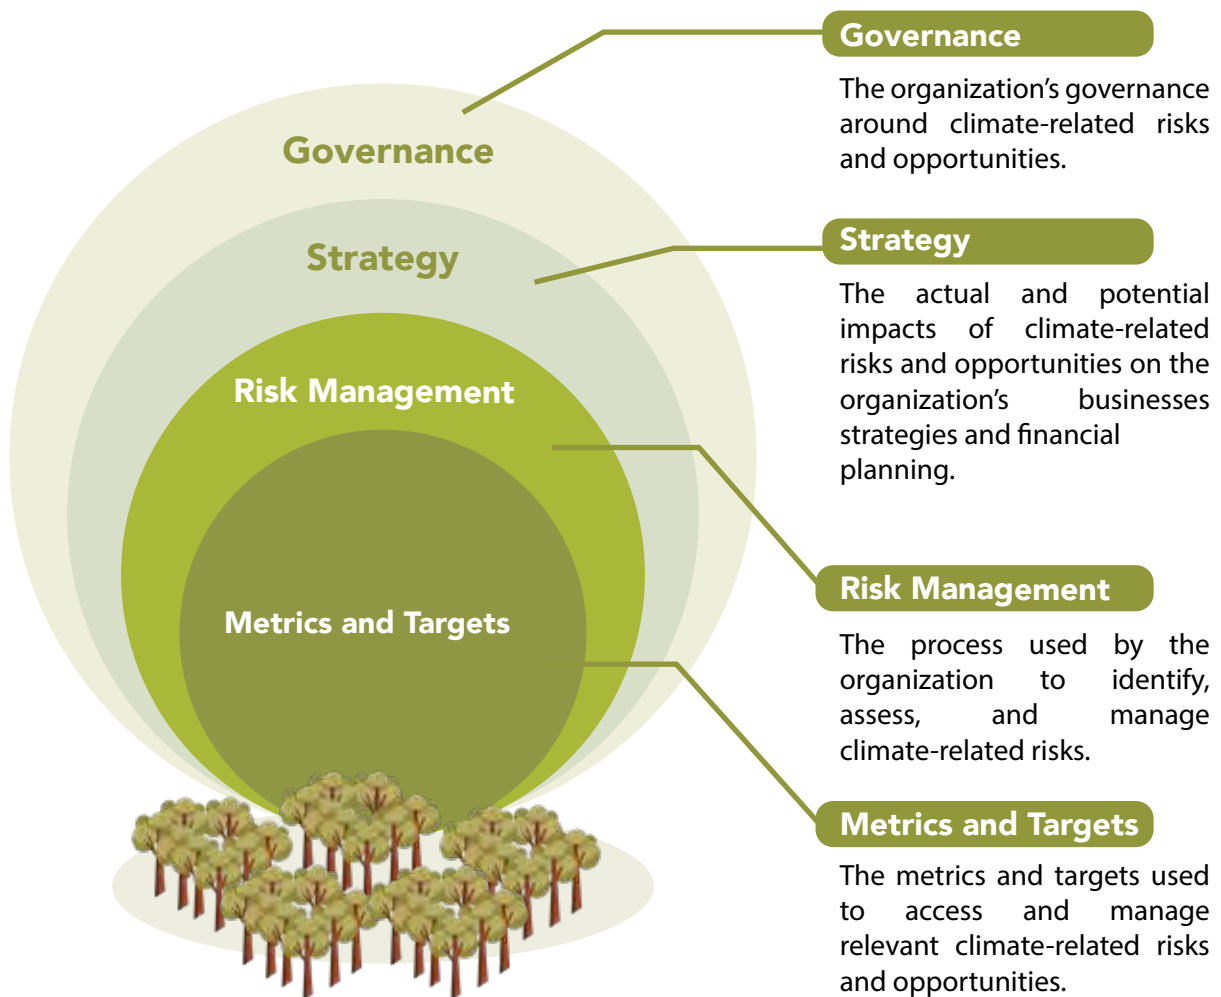 Governance
Strategy
Risk Management
Metrics and Targets
Governance
The organization's governance
around climate-related risks
and opportunities.
Strategy
The actual and potential
impacts of climate-related
risks and opportunities on the
organization's businesses
strategies and financial
planning.
Risk Management
The process used by the
organization to identify,
assess, and manage
climate-related risks.
Metrics and Targets
The metrics and targets used
to access and manage
relevant climate-related risks
and opportunities.